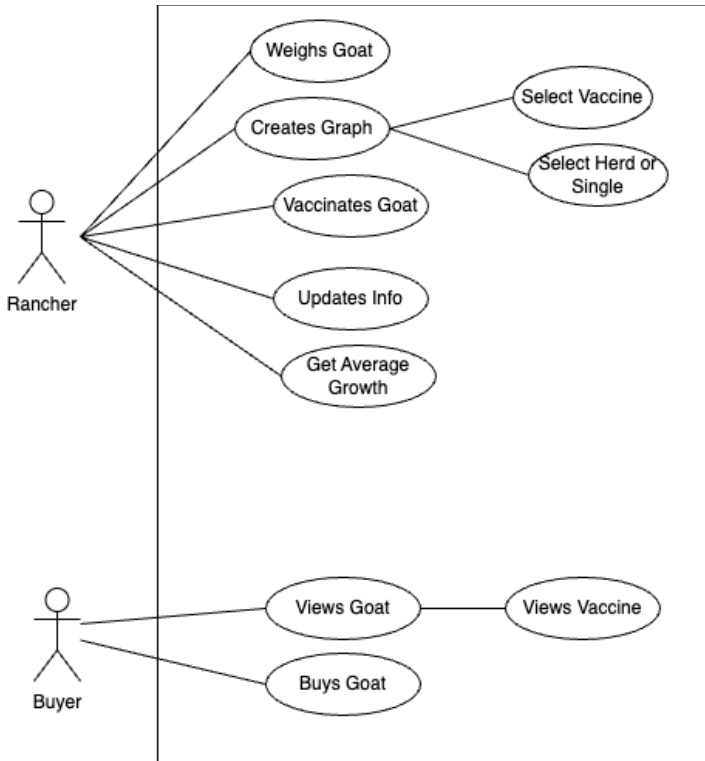 Weighs Goat
Creates Graph
Select Vaccine
Select Herd or
Single
Vaccinates Goat
Rancher
Updates Info
Get Average
Growth
Views Goat
Views Vaccine
Buys Goat
Buyer